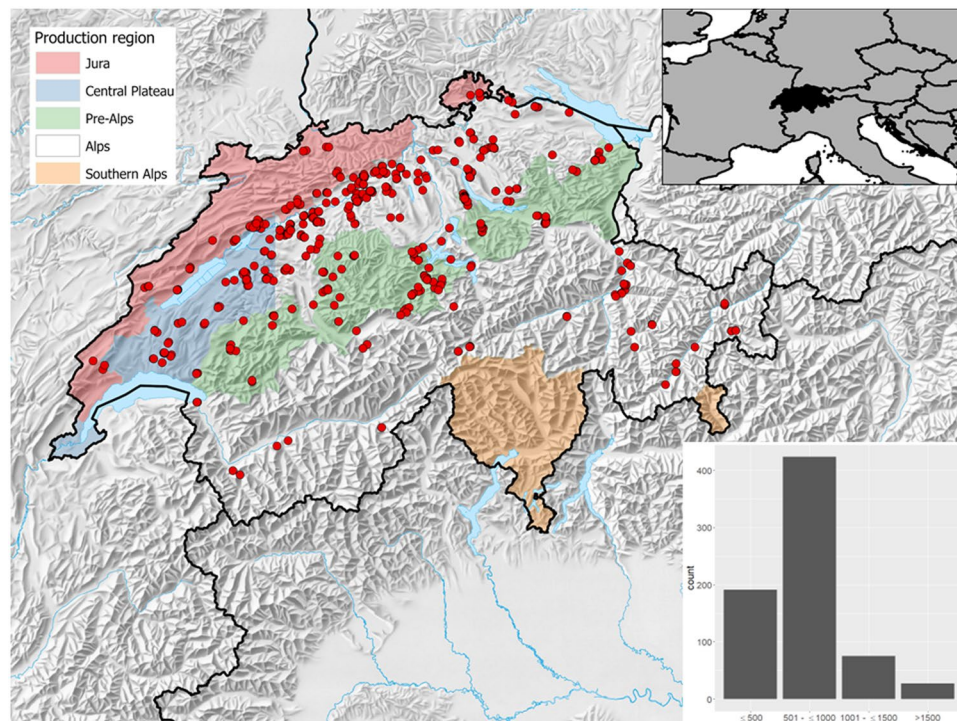 Production region
Jura
Central Plateau
Pre-Alps
Alps
Southern Alps
count
400
300
200
100
0
≤ 500
501 - ≤ 1000
1001 - ≤ 1500
>1500